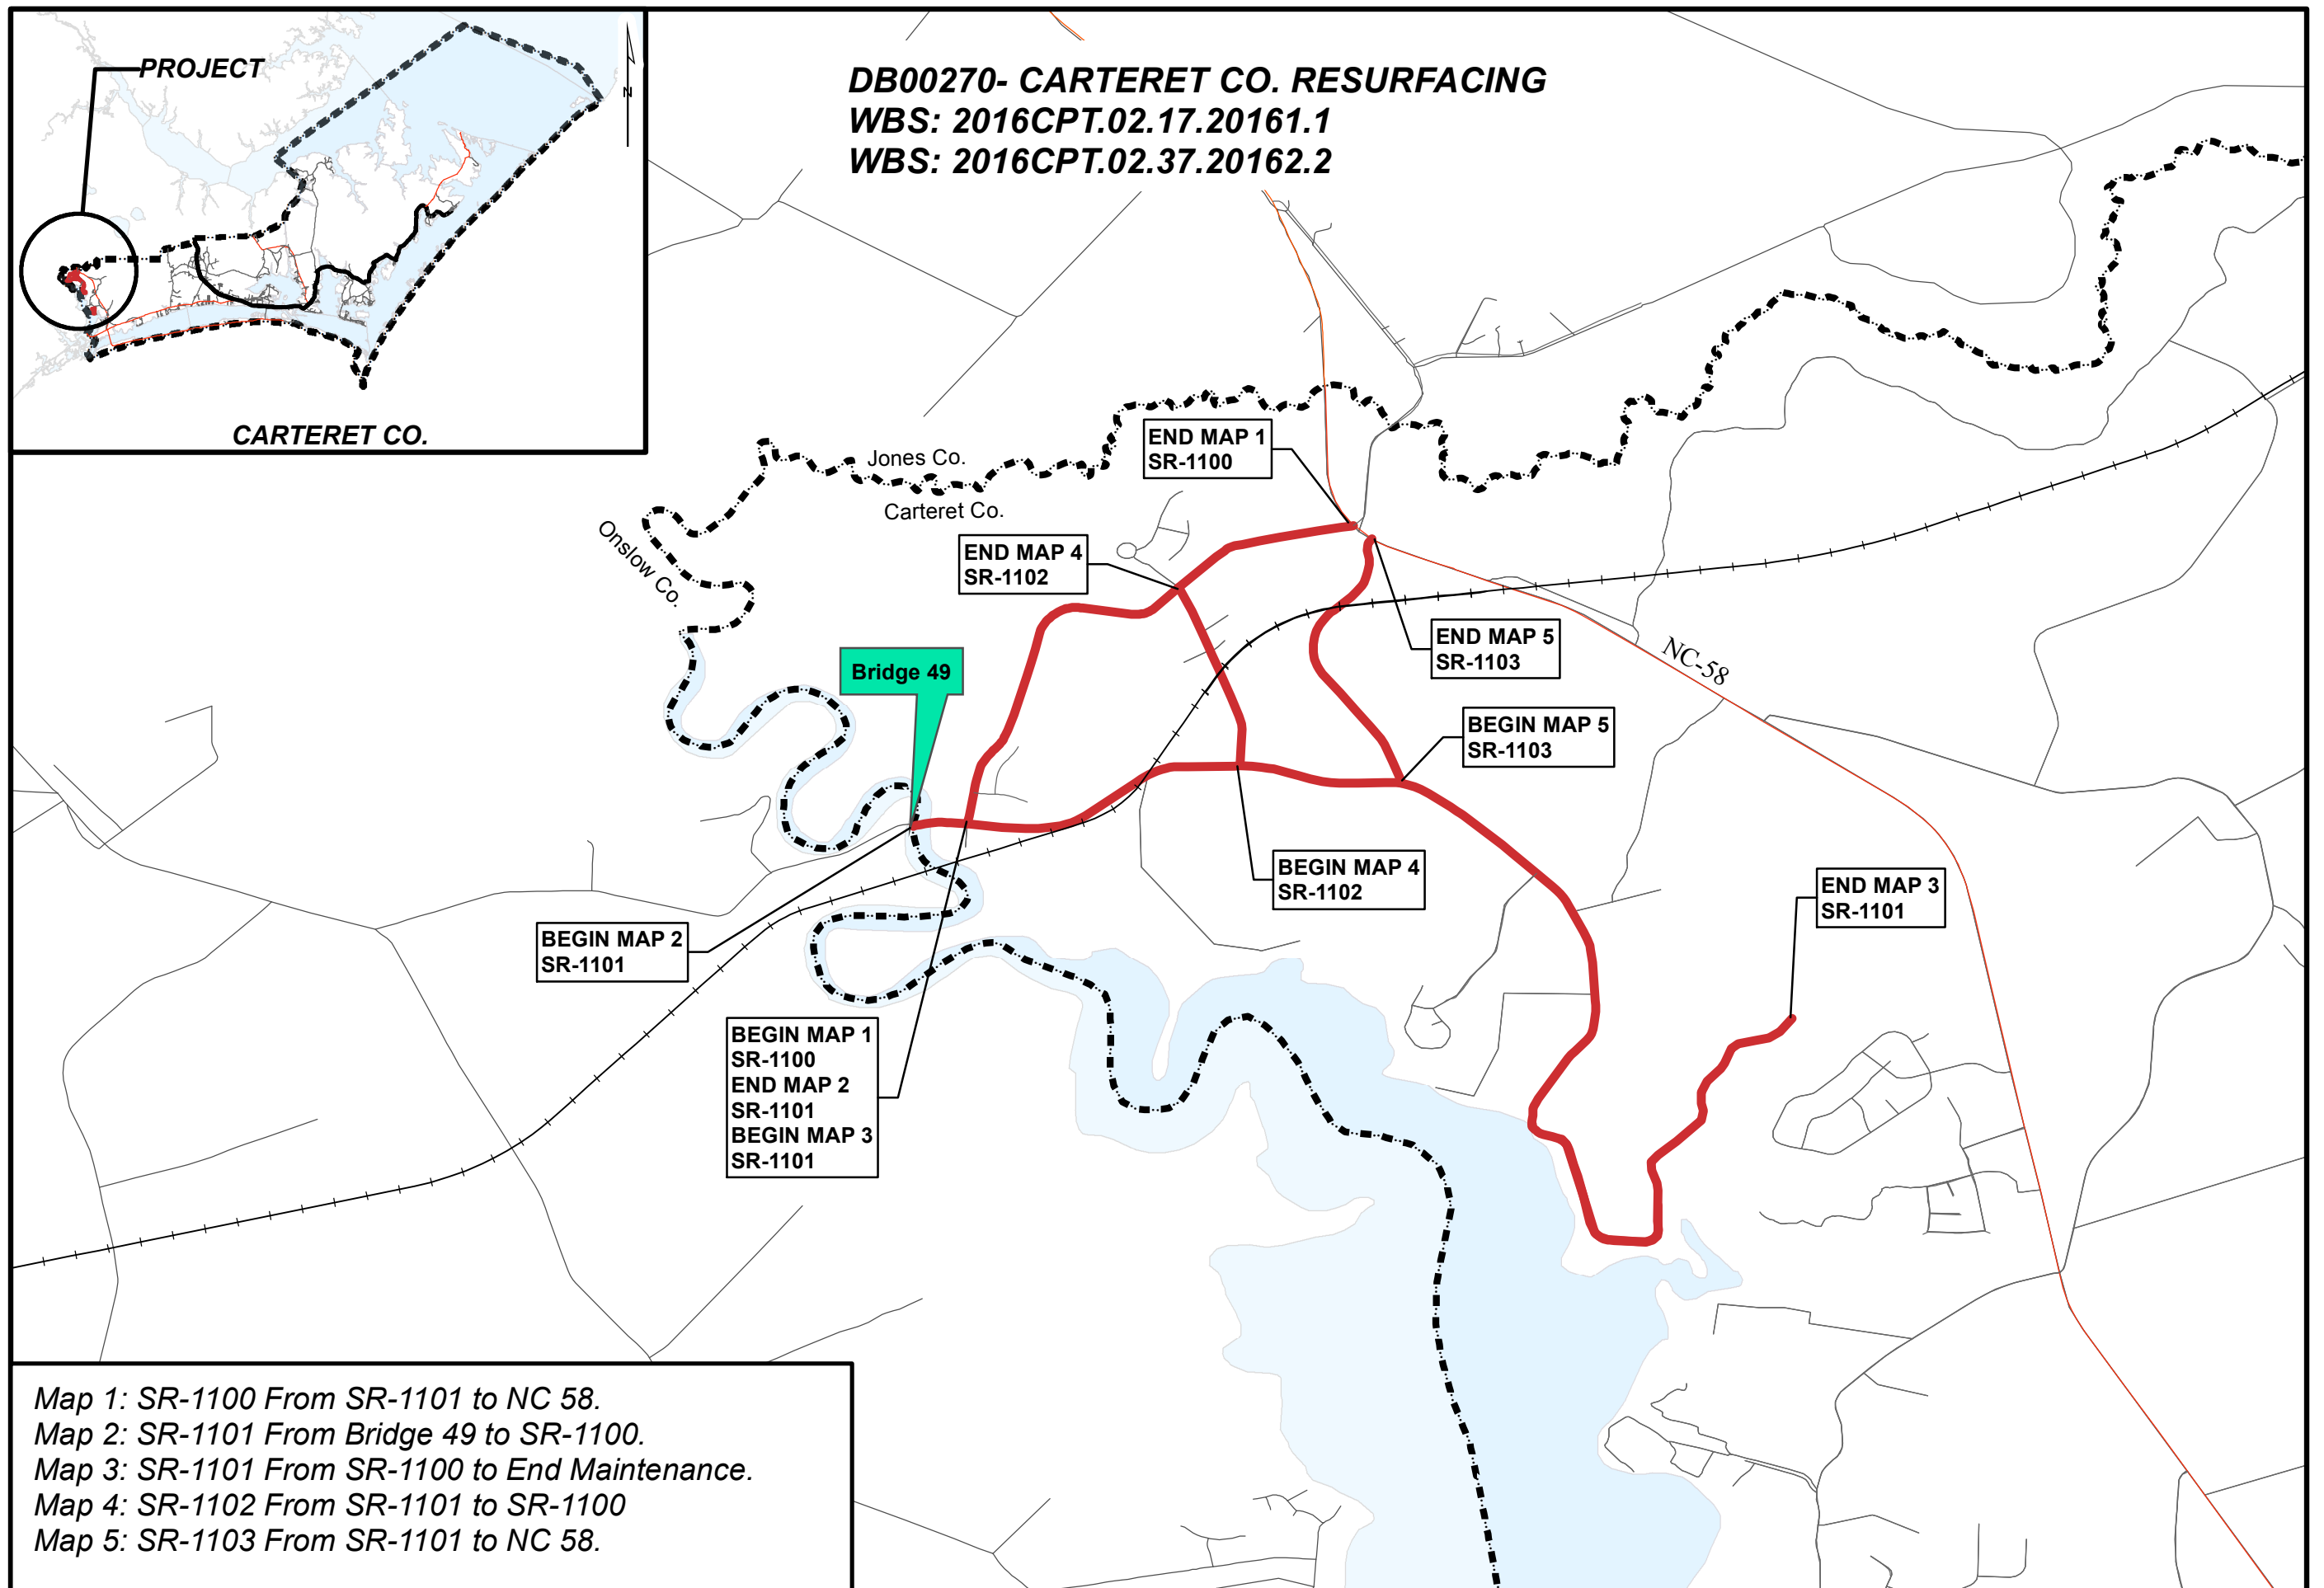 PROJECT
N
CARTERET CO.
DB00270- CARTERET CO. RESURFACING
WBS: 2016CPT.02.17.20161.1
WBS: 2016CPT.02.37.20162.2
Jones Co.
Carteret Co.
Onslow Co.
END MAP 1
SR-1100
END MAP 4
SR-1102
END MAP 5
SR-1103
NC-58
Bridge 49
BEGIN MAP 5
SR-1103
BEGIN MAP 4
SR-1102
END MAP 3
SR-1101
BEGIN MAP 2
SR-1101
BEGIN MAP 1
SR-1100
END MAP 2
SR-1101
BEGIN MAP 3
SR-1101
Map 1: SR-1100 From SR-1101 to NC 58.
Map 2: SR-1101 From Bridge 49 to SR-1100.
Map 3: SR-1101 From SR-1100 to End Maintenance.
Map 4: SR-1102 From SR-1101 to SR-1100
Map 5: SR-1103 From SR-1101 to NC 58.